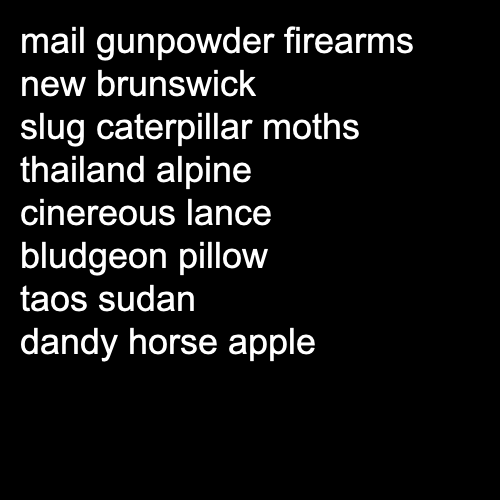 mail gunpowder firearms
new brunswick
slug caterpillar moths
thailand alpine
cinereous lance
bludgeon pillow
taos sudan
dandy horse apple